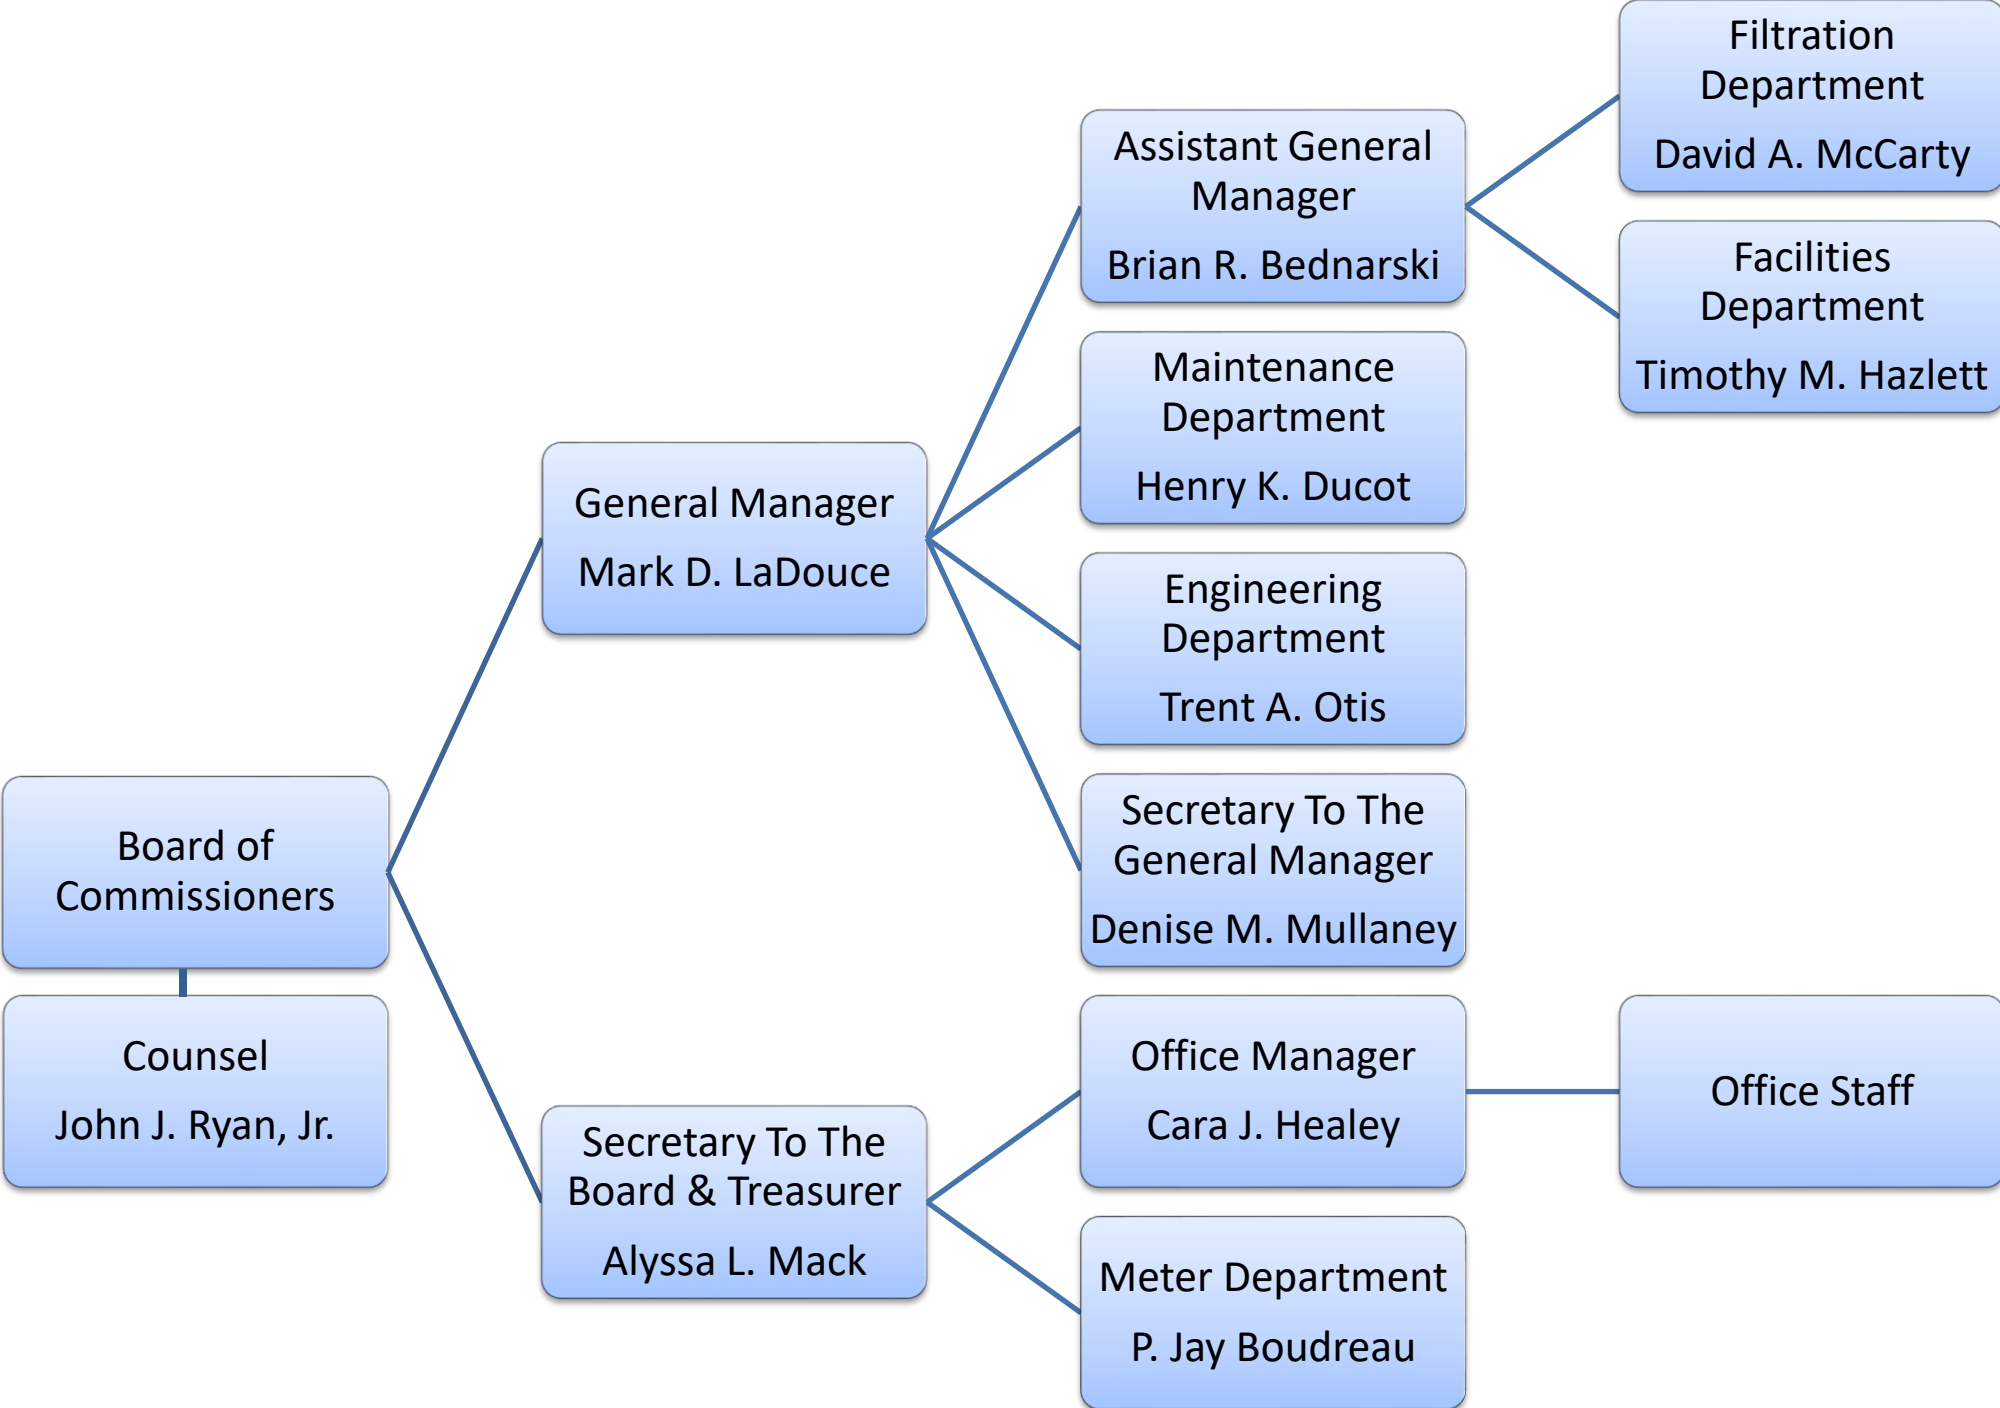 Board of
Commissioners
Counsel
John J. Ryan, Jr.
General Manager
Mark D. LaDouce
Secretary To The
Board & Treasurer
Alyssa L. Mack
Assistant General
Manager
Brian R. Bednarski
Maintenance
Department
Henry K. Ducot
Engineering
Department
Trent A. Otis
Secretary To The
General Manager
Denise M. Mullaney
Office Manager
Cara J. Healey
Meter Department
P. Jay Boudreau
Filtration
Department
David A. McCarty
Facilities
Department
Timothy M. Hazlett
Office Staff